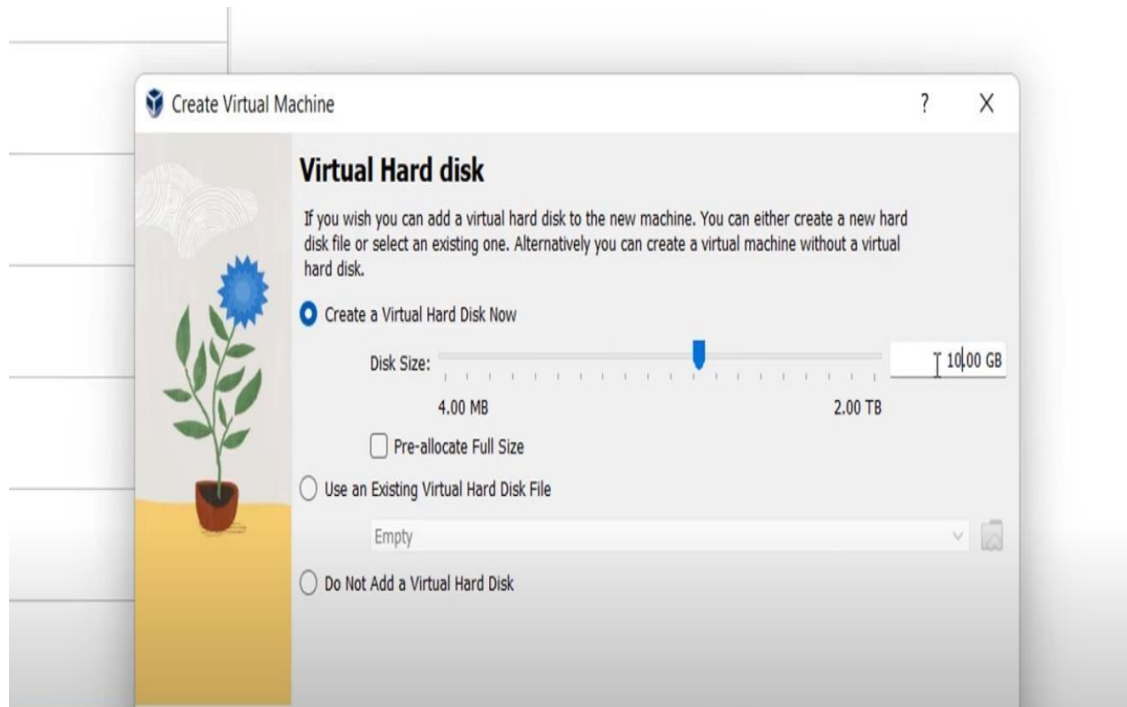 Create Virtual Machine
?
X
Virtual Hard disk
If you wish you can add a virtual hard disk to the new machine. You can either create a new hard
disk file or select an existing one. Alternatively you can create a virtual machine without a virtual
hard disk.
Create a Virtual Hard Disk Now
Disk Size:
10.00 GB
4.00 MB
2.00 TB
Pre-allocate Full Size
Use an Existing Virtual Hard Disk File
Empty
Do Not Add a Virtual Hard Disk